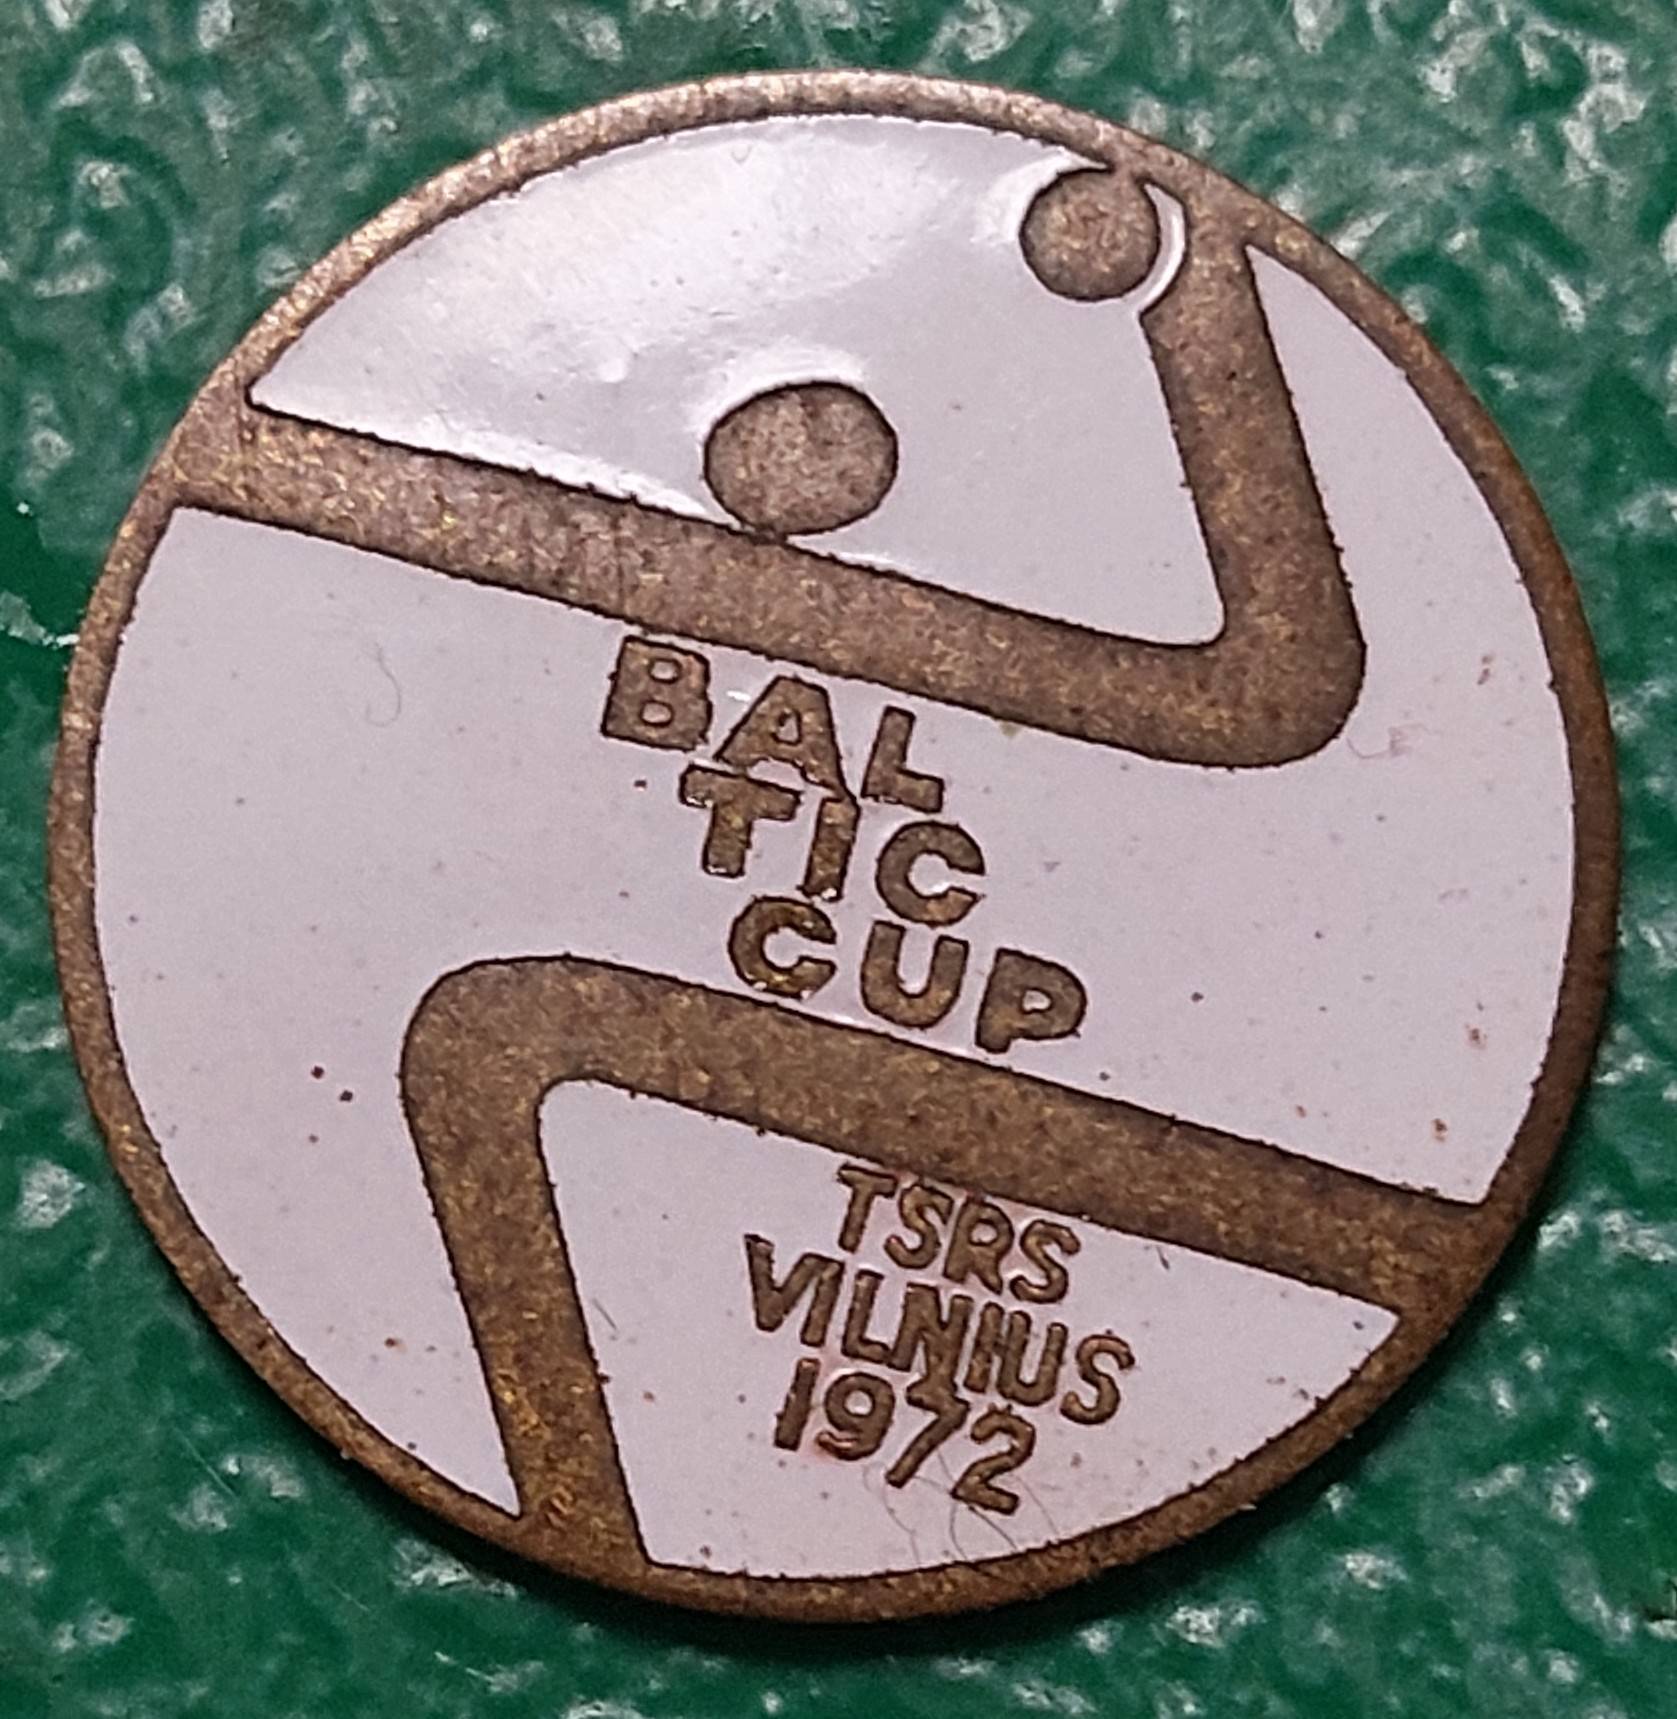 BAL
TIC
CUP
TSRS
VILNIUS
1972